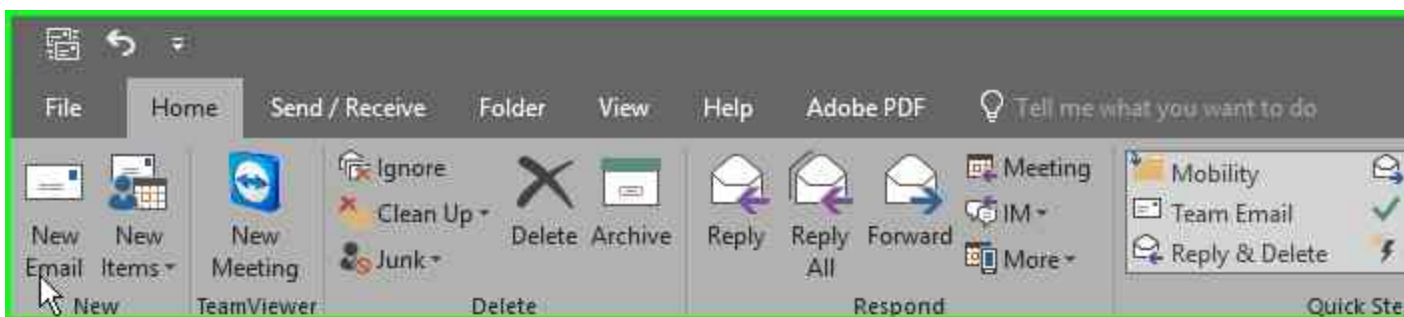 File Home Send / Receive Folder View Help Adobe PDF Tell me what you want to do
Ignore Meeting Mobility
Clean Up IM Team Email
New New New Delete Archive Reply Reply Forward
Email Items Meeting Junk All More Reply & Delete
New TeamViewer Delete Respond Quick Ste